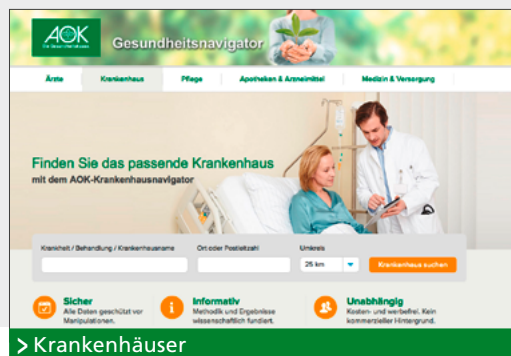 AOK
Die Gesundheitskasse.
Gesundheitsnavigator
Ärzte Krankenhaus Pflege Apotheken & Arzneimittel Medizin & Versorgung
Finden Sie das passende Krankenhaus
mit dem AOK-Krankenhausnavigator
Krankheit / Behandlung / Krankenhausname Ort oder Postleitzahl Umkreis
25 km Krankenhaus suchen
Sicher
Alle Daten geschützt vor
Manipulationen.
Informativ
Methodik und Ergebnisse
wissenschaftlich fundiert.
Unabhängig
Kosten- und werbefrei. Kein
kommerzieller Hintergrund.
> Krankenhäuser